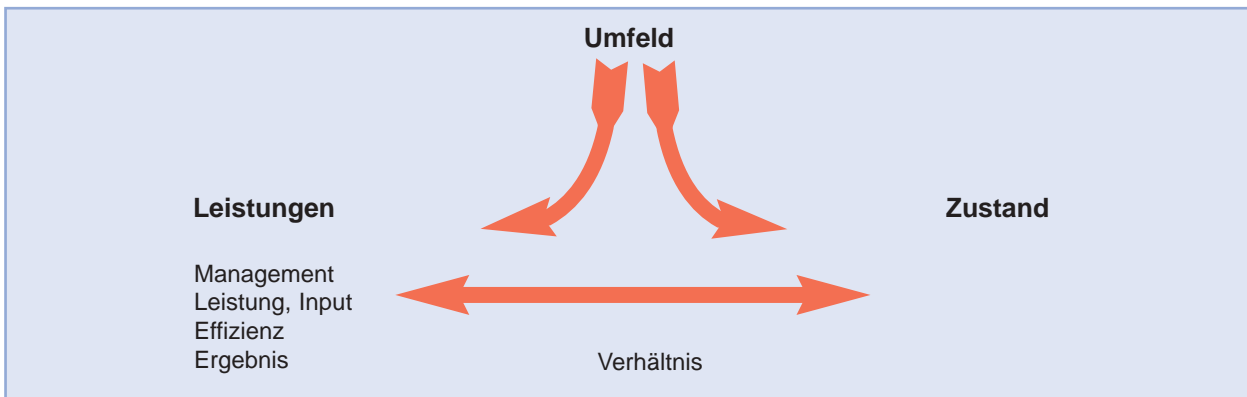 Umfeld
Leistungen
Zustand
Management
Leistung, Input
Effizienz
Ergebnis
Verhältnis